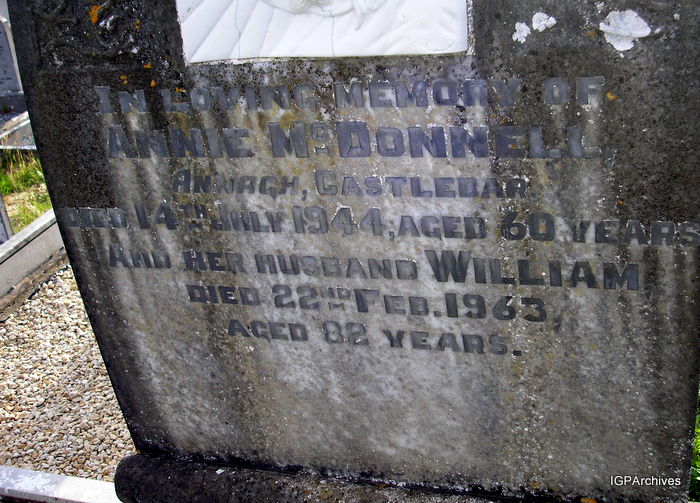 IN LOVING MEMORY OF
ANNIE McDONNELL,
ANNAGH, CASTLEBAR
DIED 14TH JULY 1944, AGED 60 YEARS
AND HER HUSBAND WILLIAM,
DIED 22ND FEB. 1963,
AGED 82 YEARS.
IGPArchives